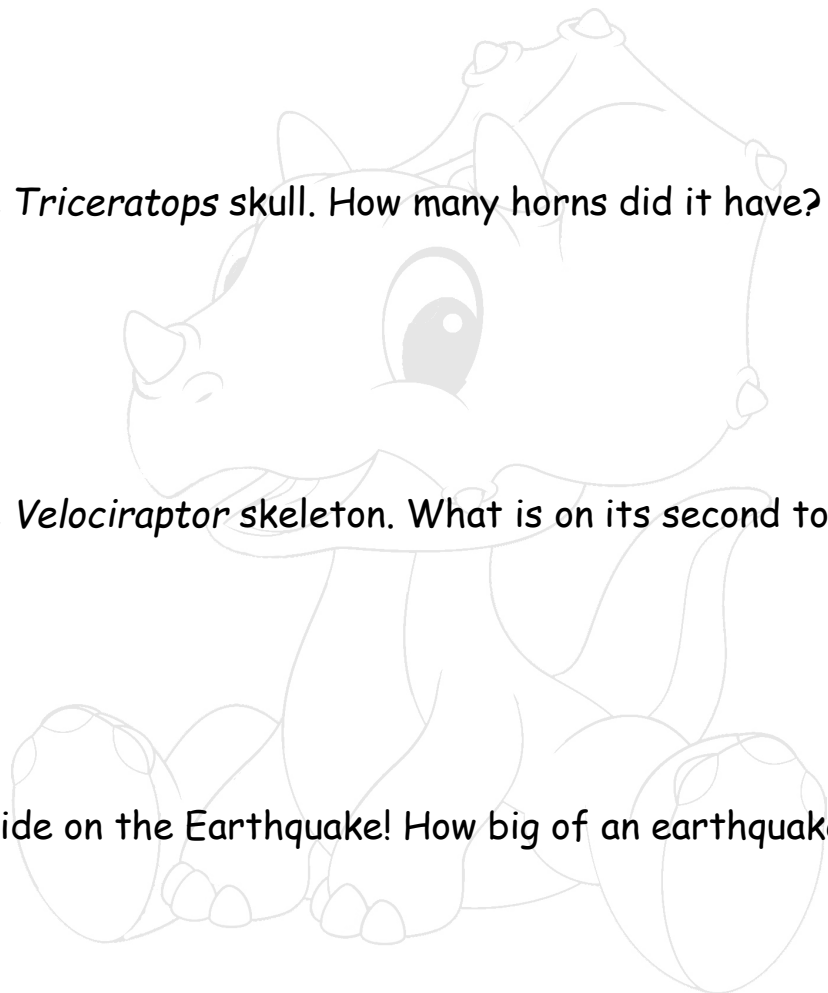 Triceratops skull. How many horns did it have?
Velociraptor skeleton. What is on its second to
ide on the Earthquake! How big of an earthquak